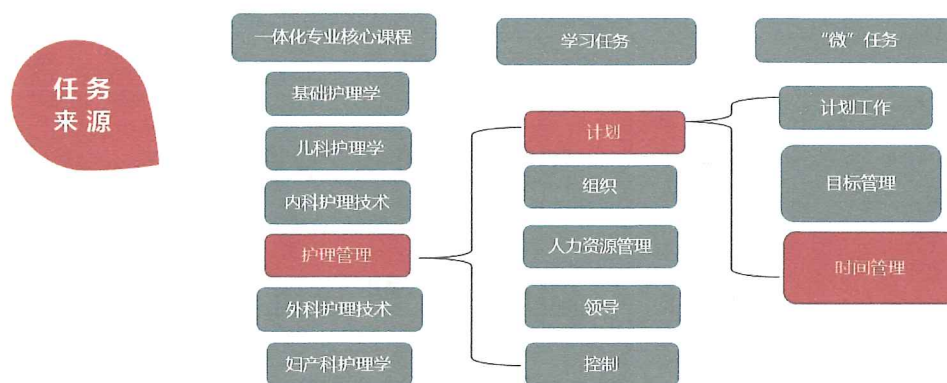 任务
来源
一体化专业核心课程
基础护理学
儿科护理学
内科护理技术
护理管理
外科护理技术
妇产科护理学
学习任务
计划
组织
人力资源管理
领导
控制
“微”任务
计划工作
目标管理
时间管理